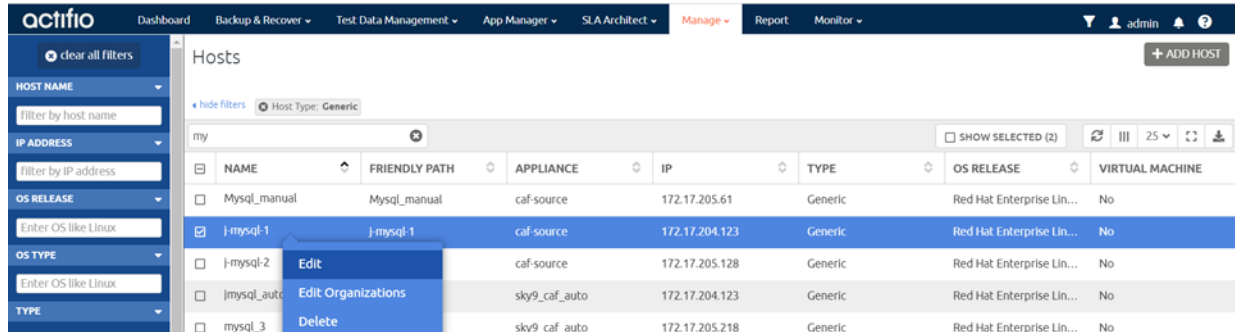 actifio Dashboard Backup & Recover Test Data Management App Manager SLA Architect Manage Report Monitor admin
clear all filters
Hosts
+ ADD HOST
HOST NAME
filter by host name
hide filters Host Type: Generic
IP ADDRESS
filter by IP address
my
SHOW SELECTED (2) 25
NAME FRIENDLY PATH APPLIANCE IP TYPE OS RELEASE VIRTUAL MACHINE
OS RELEASE
Enter OS like Linux
Mysql_manual Mysql_manual caf-source 172.17.205.61 Generic Red Hat Enterprise Lin... No
j-mysql-1 j-mysql-1 caf-source 172.17.204.123 Generic Red Hat Enterprise Lin... No
OS TYPE
Enter OS like Linux
j-mysql-2 caf-source 172.17.205.128 Generic Red Hat Enterprise Lin... No
Edit
jmysql_auto sky9_caf_auto 172.17.204.123 Generic Red Hat Enterprise Lin... No
Edit Organizations
TYPE
mysql_3 sky9_caf_auto 172.17.205.218 Generic Red Hat Enterprise Lin... No
Delete